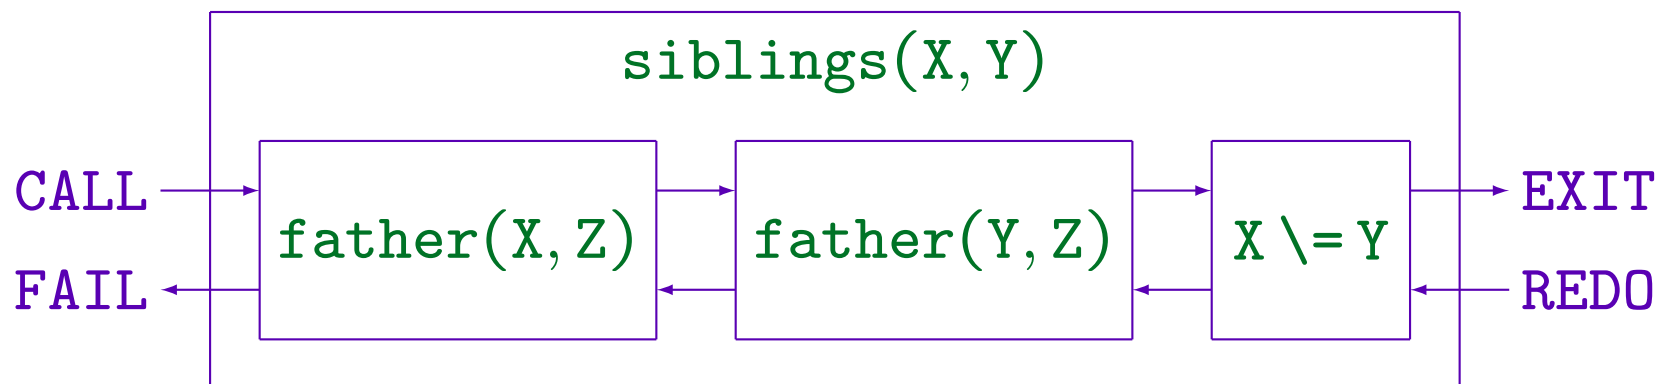 siblings(X, Y)
CALL father(X, Z) father(Y, Z) X \= Y EXIT
FAIL REDO